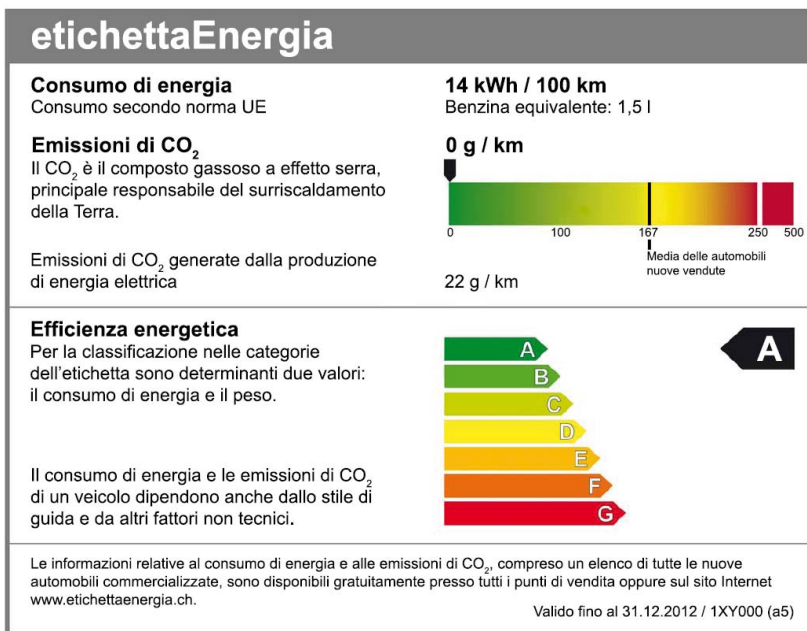 etichettaEnergia
Consumo di energia
14 kWh / 100 km
Consumo secondo norma UE
Benzina equivalente: 1,5 l
Emissioni di CO₂
0 g / km
Il CO₂ è il composto gassoso a effetto serra,
principale responsabile del surriscaldamento
della Terra.
0 100 167 250 500
Media delle automobili
nuove vendute
Emissioni di CO₂ generate dalla produzione
di energia elettrica
22 g / km
Efficienza energetica
Per la classificazione nelle categorie
dell'etichetta sono determinanti due valori:
il consumo di energia e il peso.
A
B
C
D
E
F
G
A
Il consumo di energia e le emissioni di CO₂
di un veicolo dipendono anche dallo stile di
guida e da altri fattori non tecnici.
Le informazioni relative al consumo di energia e alle emissioni di CO₂, compreso un elenco di tutte le nuove
automobili commercializzate, sono disponibili gratuitamente presso tutti i punti di vendita oppure sul sito Internet
www.etichettaenergia.ch.
Valido fino al 31.12.2012 / 1XY000 (a5)